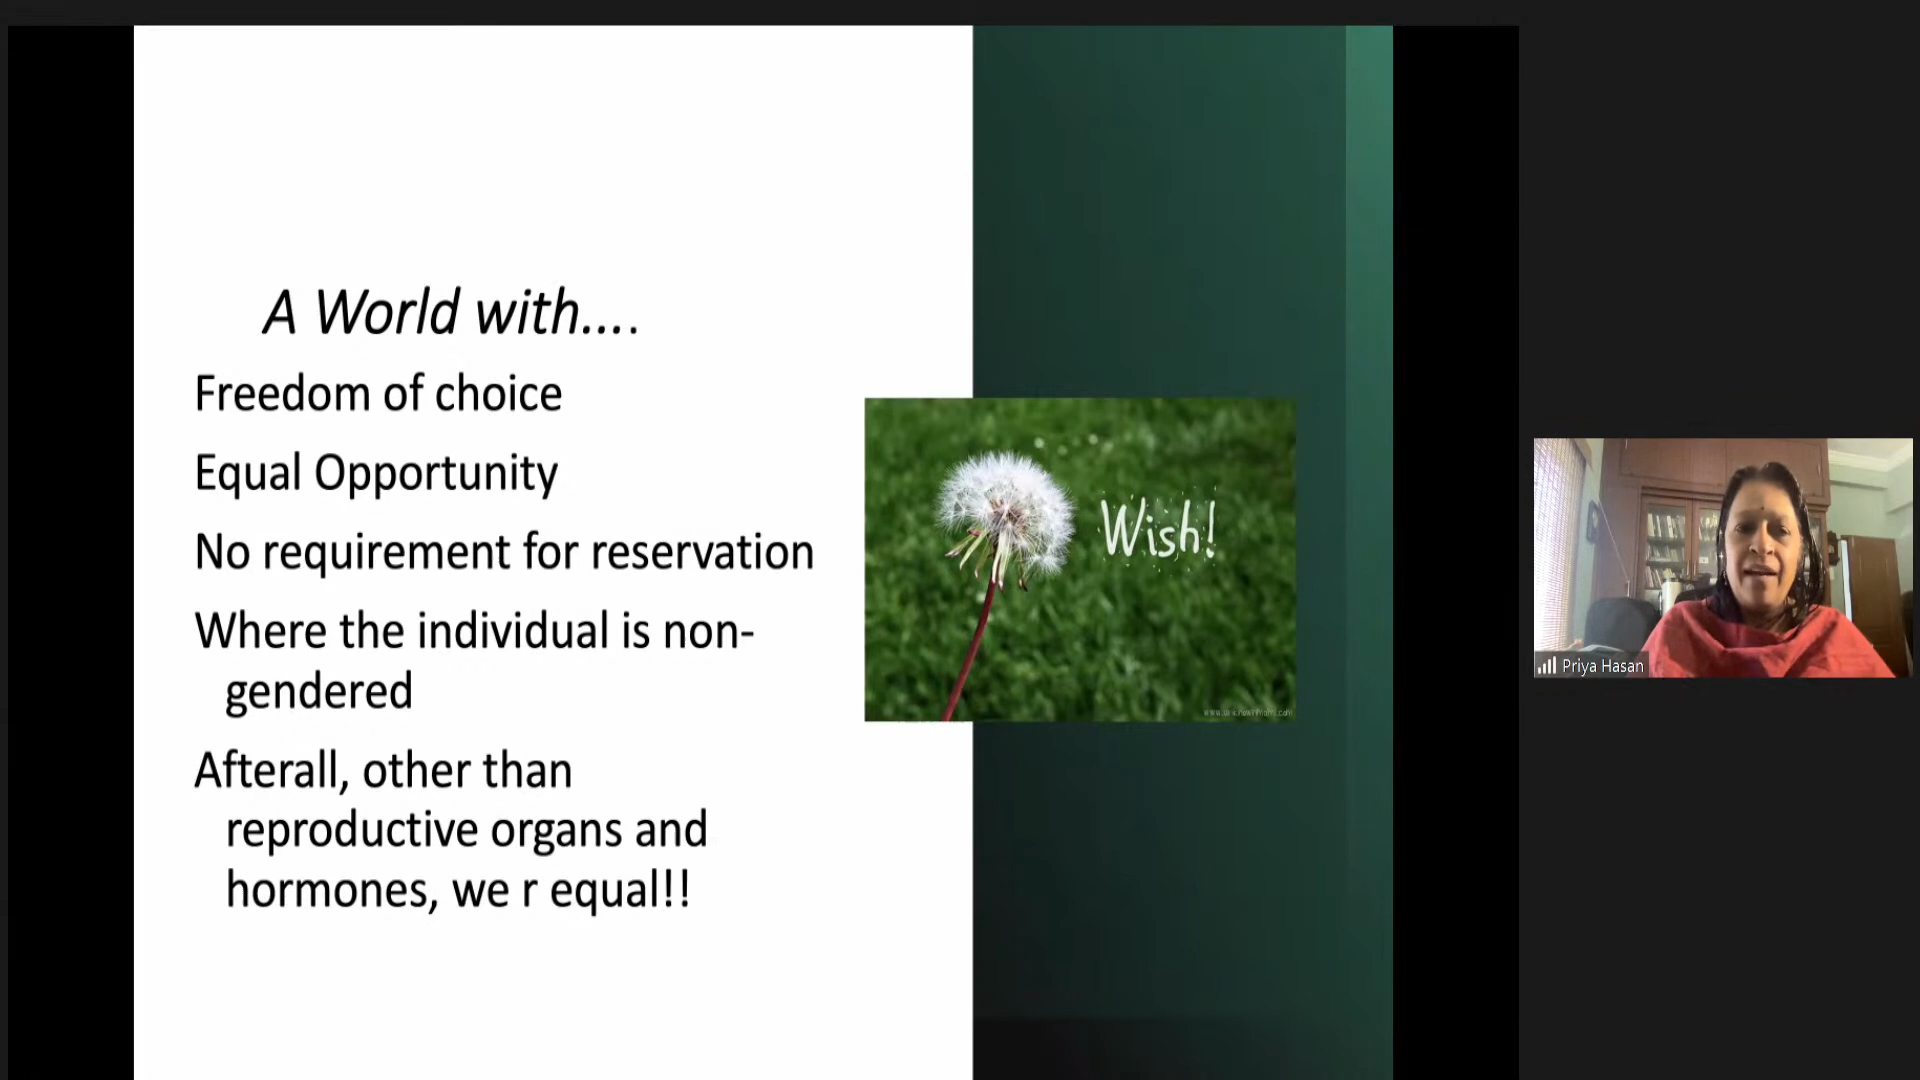 A World with....
Freedom of choice
Equal Opportunity
No requirement for reservation
Where the individual is non-
gendered
Afterall, other than
reproductive organs and
hormones, we r equal!!
Wish!
Priya Hasan